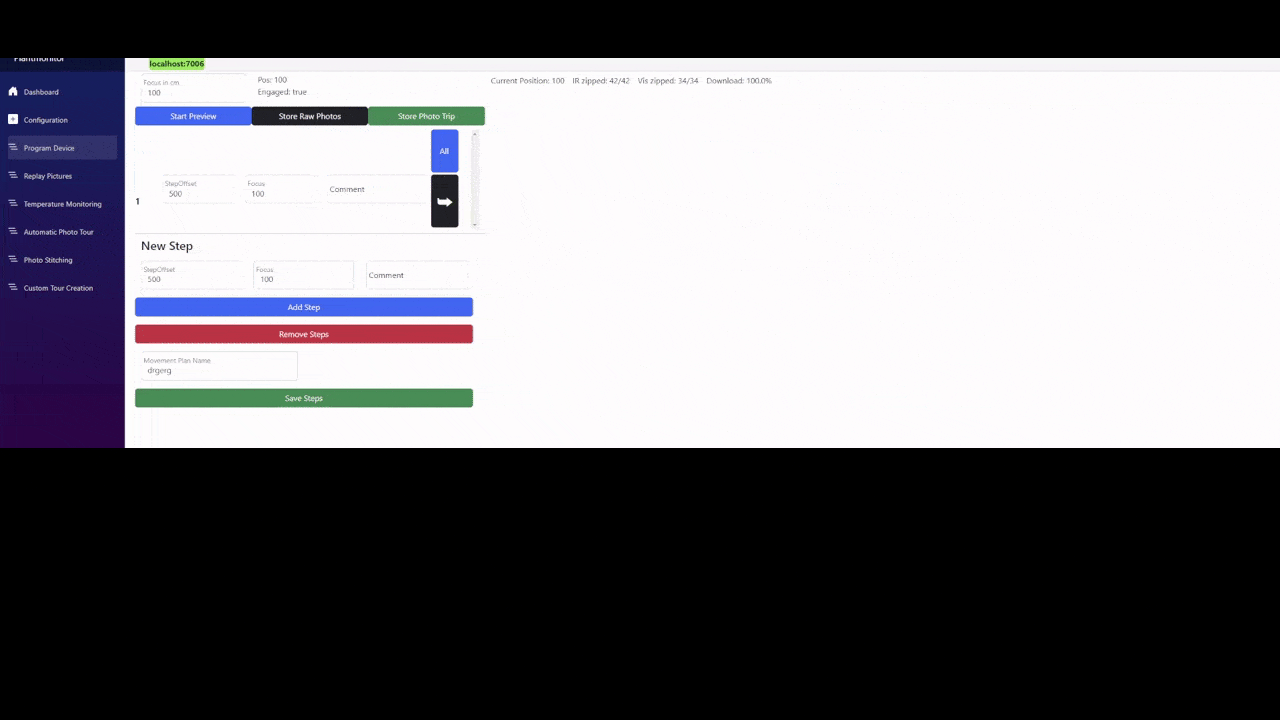 Plantmonitor
localhost:7006
Dashboard
Configuration
Program Device
Replay Pictures
Temperature Monitoring
Automatic Photo Tour
Photo Stitching
Custom Tour Creation
Focus in cm
100
Pos: 100
Engaged: true
Current Position: 100 IR zipped: 42/42 Vis zipped: 34/34 Download: 100.0%
Start Preview
Store Raw Photos
Store Photo Trip
All
1
StepOffset
500
Focus
100
Comment
New Step
StepOffset
500
Focus
100
Comment
Add Step
Remove Steps
Movement Plan Name
drgerg
Save Steps